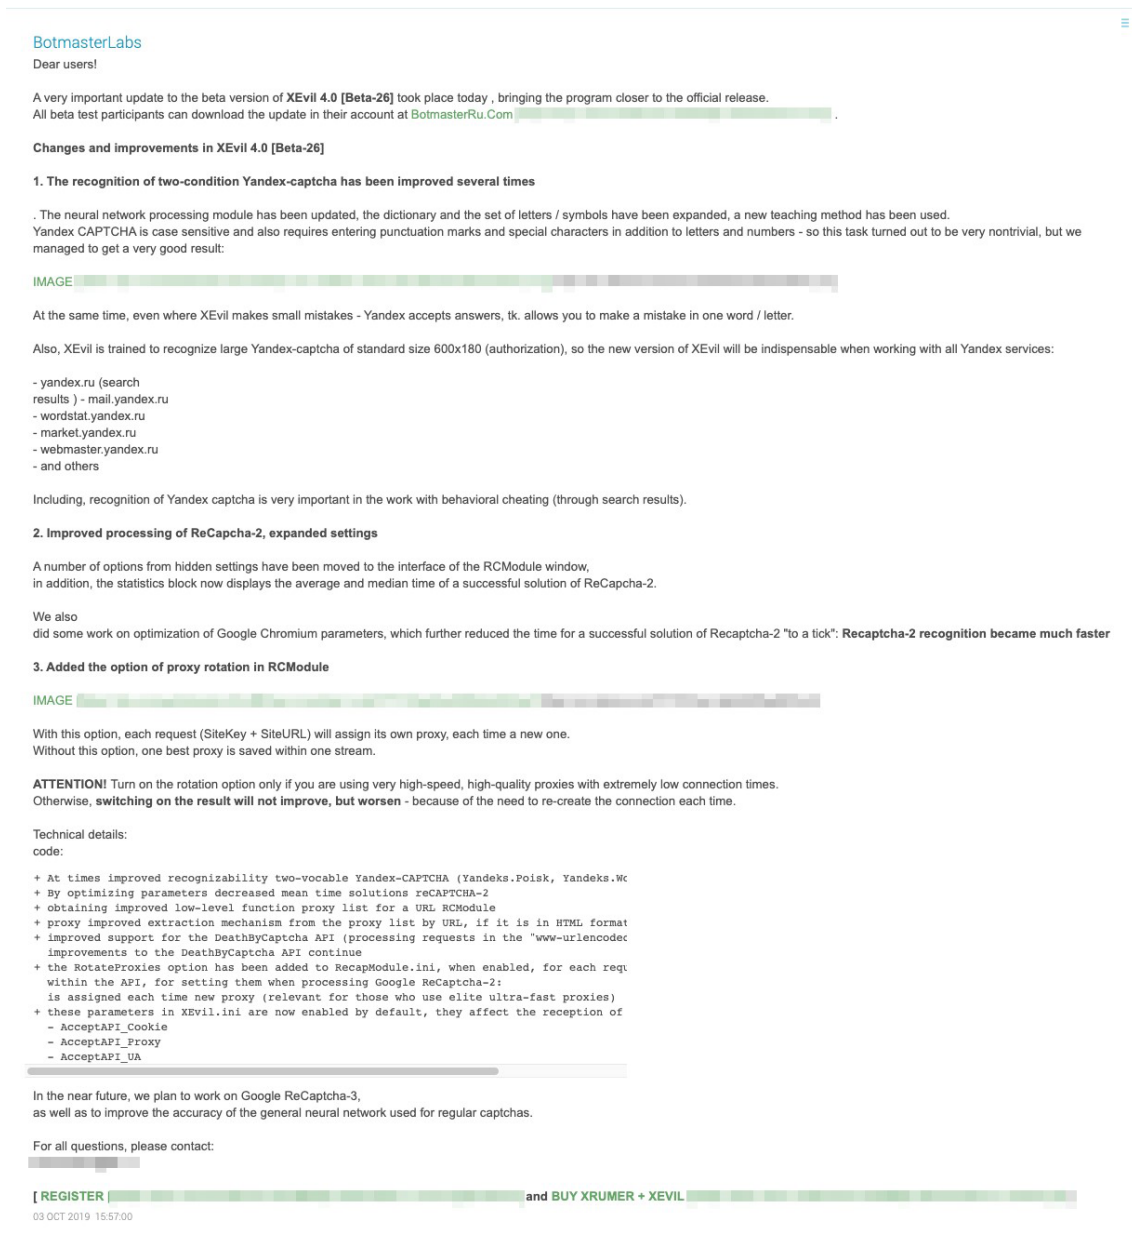 BotmasterLabs
Dear users!
A very important update to the beta version of XEvil 4.0 [Beta-26] took place today , bringing the program closer to the official release.
All beta test participants can download the update in their account at BotmasterRu.Com .
Changes and improvements in XEvil 4.0 [Beta-26]
1. The recognition of two-condition Yandex-captcha has been improved several times
. The neural network processing module has been updated, the dictionary and the set of letters / symbols have been expanded, a new teaching method has been used.
Yandex CAPTCHA is case sensitive and also requires entering punctuation marks and special characters in addition to letters and numbers - so this task turned out to be very nontrivial, but we
managed to get a very good result:
IMAGE
At the same time, even where XEvil makes small mistakes - Yandex accepts answers, tk. allows you to make a mistake in one word / letter.
Also, XEvil is trained to recognize large Yandex-captcha of standard size 600x180 (authorization), so the new version of XEvil will be indispensable when working with all Yandex services:
- yandex.ru (search
results ) - mail.yandex.ru
- wordstat.yandex.ru
- market.yandex.ru
- webmaster.yandex.ru
- and others
Including, recognition of Yandex captcha is very important in the work with behavioral cheating (through search results).
2. Improved processing of ReCapcha-2, expanded settings
A number of options from hidden settings have been moved to the interface of the RCModule window,
in addition, the statistics block now displays the average and median time of a successful solution of ReCapcha-2.
We also
did some work on optimization of Google Chromium parameters, which further reduced the time for a successful solution of Recaptcha-2 "to a tick": Recaptcha-2 recognition became much faster
3. Added the option of proxy rotation in RCModule
IMAGE
With this option, each request (SiteKey + SiteURL) will assign its own proxy, each time a new one.
Without this option, one best proxy is saved within one stream.
ATTENTION! Turn on the rotation option only if you are using very high-speed, high-quality proxies with extremely low connection times.
Otherwise, switching on the result will not improve, but worsen - because of the need to re-create the connection each time.
Technical details:
code:
+ At times improved recognizability two-vocable Yandex-CAPTCHA (Yandeks.Poisk, Yandeks.Wo
+ By optimizing parameters decreased mean time solutions reCAPTCHA-2
+ obtaining improved low-level function proxy list for a URL RCModule
+ proxy improved extraction mechanism from the proxy list by URL, if it is in HTML format
+ improved support for the DeathByCaptcha API (processing requests in the "www-urlencoded
improvements to the DeathByCaptcha API continue
+ the RotateProxies option has been added to RecapModule.ini, when enabled, for each requ
within the API, for setting them when processing Google ReCaptcha-2:
is assigned each time new proxy (relevant for those who use elite ultra-fast proxies)
+ these parameters in XEvil.ini are now enabled by default, they affect the reception of
- AcceptAPI_Cookie
- AcceptAPI_Proxy
- AcceptAPI_UA
In the near future, we plan to work on Google ReCaptcha-3,
as well as to improve the accuracy of the general neural network used for regular captchas.
For all questions, please contact:
[ REGISTER and BUY XRUMER + XEVIL
03 OCT 2019 15:57:00